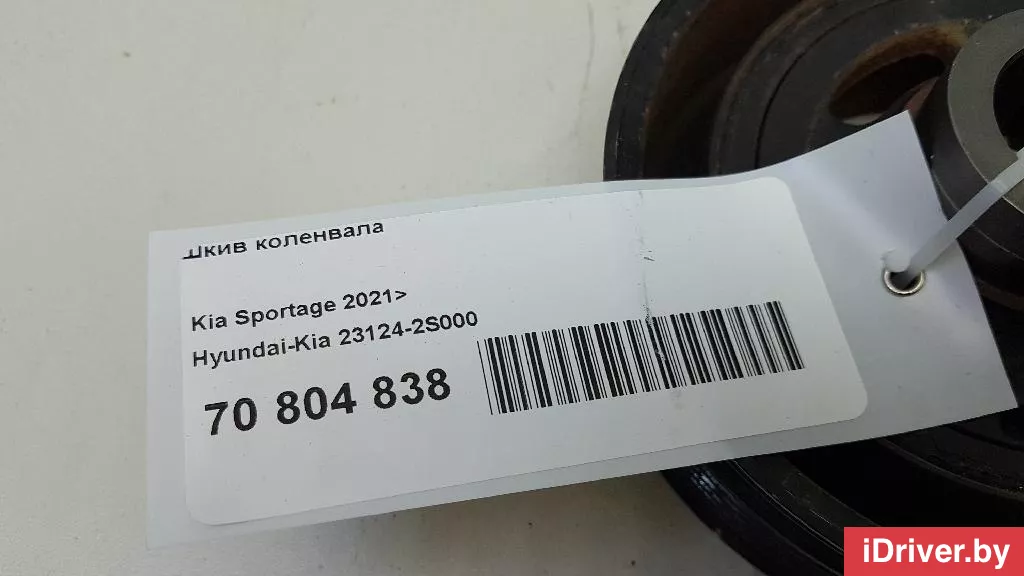 Шкив коленвала
Kia Sportage 2021>
Hyundai-Kia 23124-2S000
70 804 838
iDriver.by